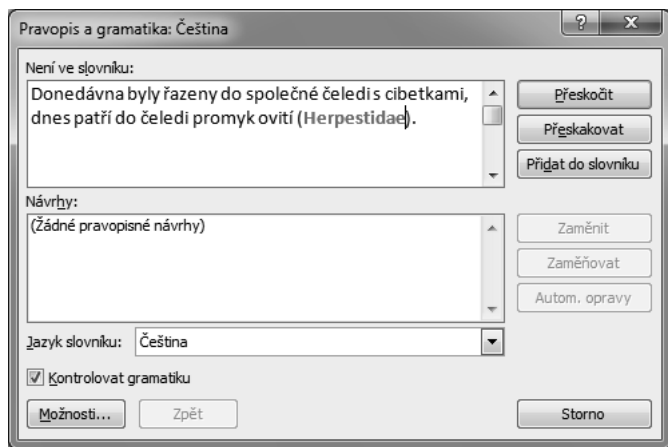 Pravopis a gramatika: Čeština
Není ve slovníku:
Donedávna byly řazeny do společné čeledi s cibetkami,
dnes patří do čeledi promyk ovití (Herpestidae).
Přeskočit
Přeskakovat
Přidat do slovníku
Návrhy:
(Žádné pravopisné návrhy)
Zaměnit
Zaměňovat
Autom. opravy
Jazyk slovníku: Čeština
Kontrolovat gramatiku
Možnosti... Zpět Storno